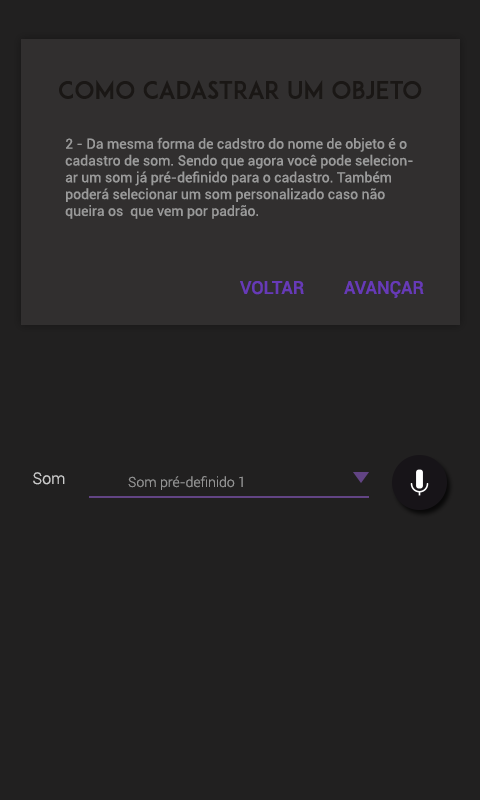 COMO CADASTRAR UM OBJETO
2 - Da mesma forma de cadstro do nome de objeto é o
cadastro de som. Sendo que agora você pode selecion-
ar um som já pré-definido para o cadastro. Também
poderá selecionar um som personalizado caso não
queira os  que vem por padrão.
VOLTAR AVANÇAR
Som Som pré-definido 1